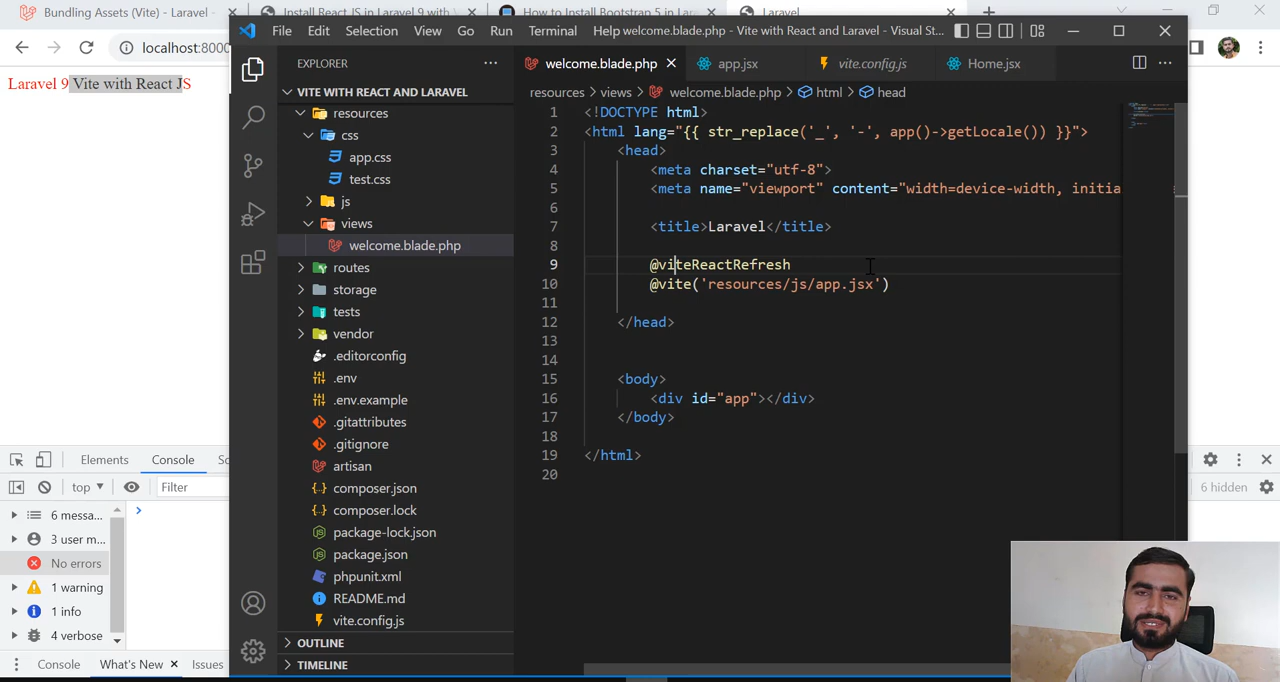 Bundling Assets (Vite) - Laravel
Install React JS in Laravel 9 with
How to Install Bootstrap 5 in Lar
Laravel
localhost:8000
File Edit Selection View Go Run Terminal Help
welcome.blade.php - Vite with React and Laravel - Visual St...
Laravel 9 Vite with React JS
EXPLORER
welcome.blade.php
app.jsx
vite.config.js
Home.jsx
VITE WITH REACT AND LARAVEL
resources > views > welcome.blade.php > html > head
resources
css
app.css
test.css
js
views
welcome.blade.php
routes
storage
tests
vendor
.editorconfig
.env
.env.example
.gitattributes
.gitignore
artisan
composer.json
composer.lock
package-lock.json
package.json
phpunit.xml
README.md
vite.config.js
OUTLINE
TIMELINE
1 <!DOCTYPE html>
2 <html lang="{{ str_replace('_', '-', app()->getLocale()) }}">
3 <head>
4 <meta charset="utf-8">
5 <meta name="viewport" content="width=device-width, initia
6
7 <title>Laravel</title>
8
9 @viteReactRefresh
10 @vite('resources/js/app.jsx')
11
12 </head>
13
14
15 <body>
16 <div id="app"></div>
17 </body>
18
19 </html>
20
Elements Console
top Filter
6 hidden
6 messa...
3 user m...
No errors
1 warning
1 info
4 verbose
Console What's New Issues